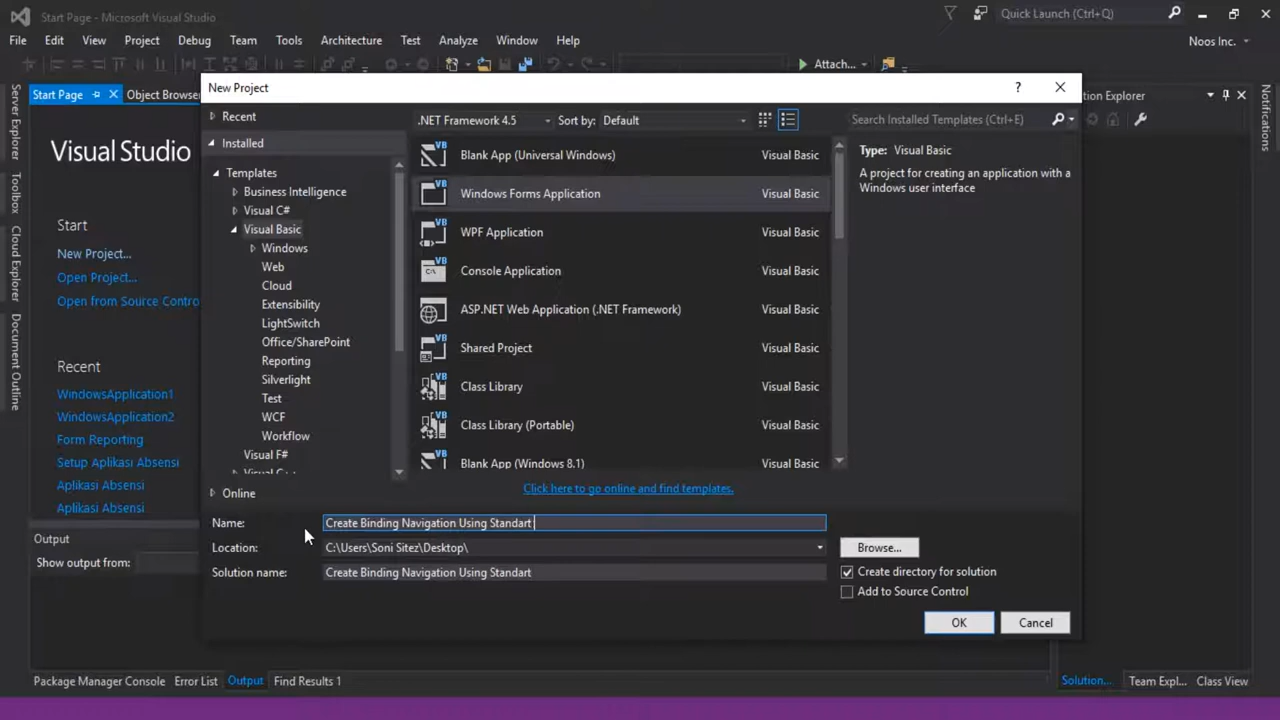 Start Page - Microsoft Visual Studio
Quick Launch (Ctrl+Q)
File Edit View Project Debug Team Tools Architecture Test Analyze Window Help
Noos Inc.
Attach...
Start Page
Object Browse
tion Explorer
Server Explorer
Toolbox
Cloud Explorer
Document Outline
Notifications
Visual Studio
Start
New Project...
Open Project...
Open from Source Contro
Recent
WindowsApplication1
WindowsApplication2
Form Reporting
Setup Aplikasi Absensi
Aplikasi Absensi
Aplikasi Absensi
Output
Show output from:
New Project
?
Recent
Installed
Templates
Business Intelligence
Visual C#
Visual Basic
Windows
Web
Cloud
Extensibility
LightSwitch
Office/SharePoint
Reporting
Silverlight
Test
WCF
Workflow
Visual F#
Visual C++
Online
.NET Framework 4.5
Sort by: Default
Search Installed Templates (Ctrl+E)
VB Blank App (Universal Windows) Visual Basic
VB Windows Forms Application Visual Basic
VB WPF Application Visual Basic
VB C:\ Console Application Visual Basic
VB ASP.NET Web Application (.NET Framework) Visual Basic
VB Shared Project Visual Basic
VB Class Library Visual Basic
VB Class Library (Portable) Visual Basic
VB Blank App (Windows 8.1) Visual Basic
Click here to go online and find templates.
Type: Visual Basic
A project for creating an application with a
Windows user interface
Name: Create Binding Navigation Using Standart
Location: C:\Users\Soni Sitez\Desktop\
Browse...
Solution name: Create Binding Navigation Using Standart
Create directory for solution
Add to Source Control
OK
Cancel
Package Manager Console Error List Output Find Results 1
Solution... Team Expl... Class View